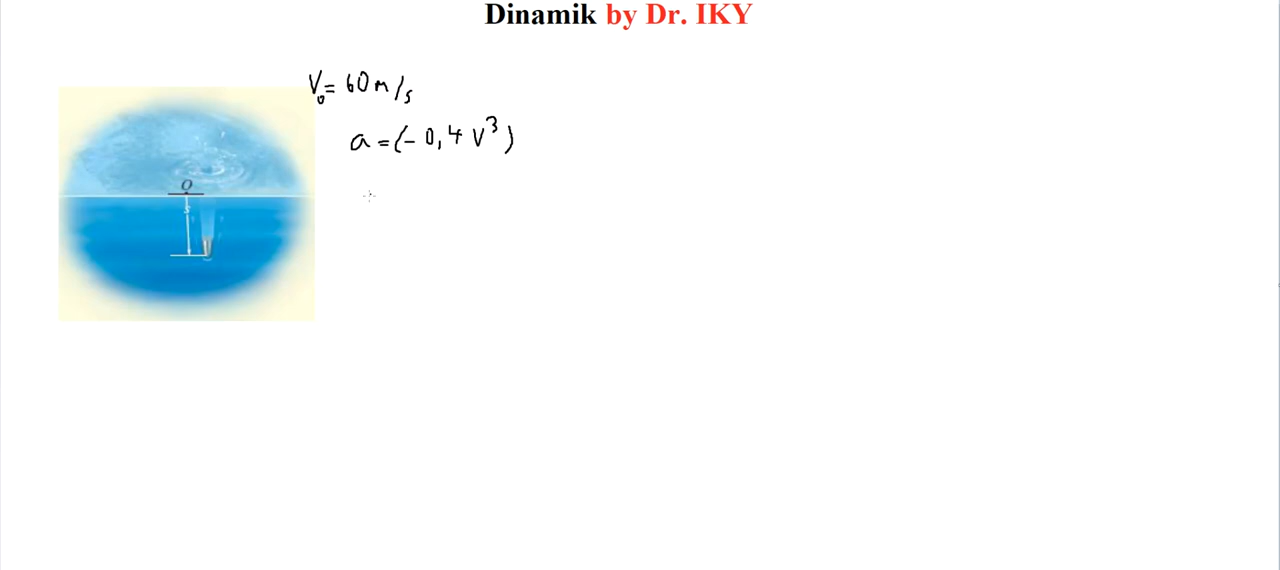 Dinamik by Dr. IKY
V₀ = 60 m/s
a = (- 0,4 V³)
O
s